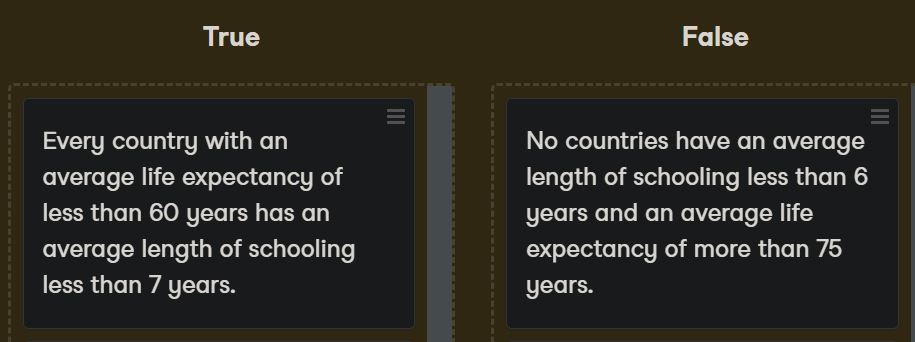 True
False
Every country with an
average life expectancy of
less than 60 years has an
average length of schooling
less than 7 years.
No countries have an average
length of schooling less than 6
years and an average life
expectancy of more than 75
years.